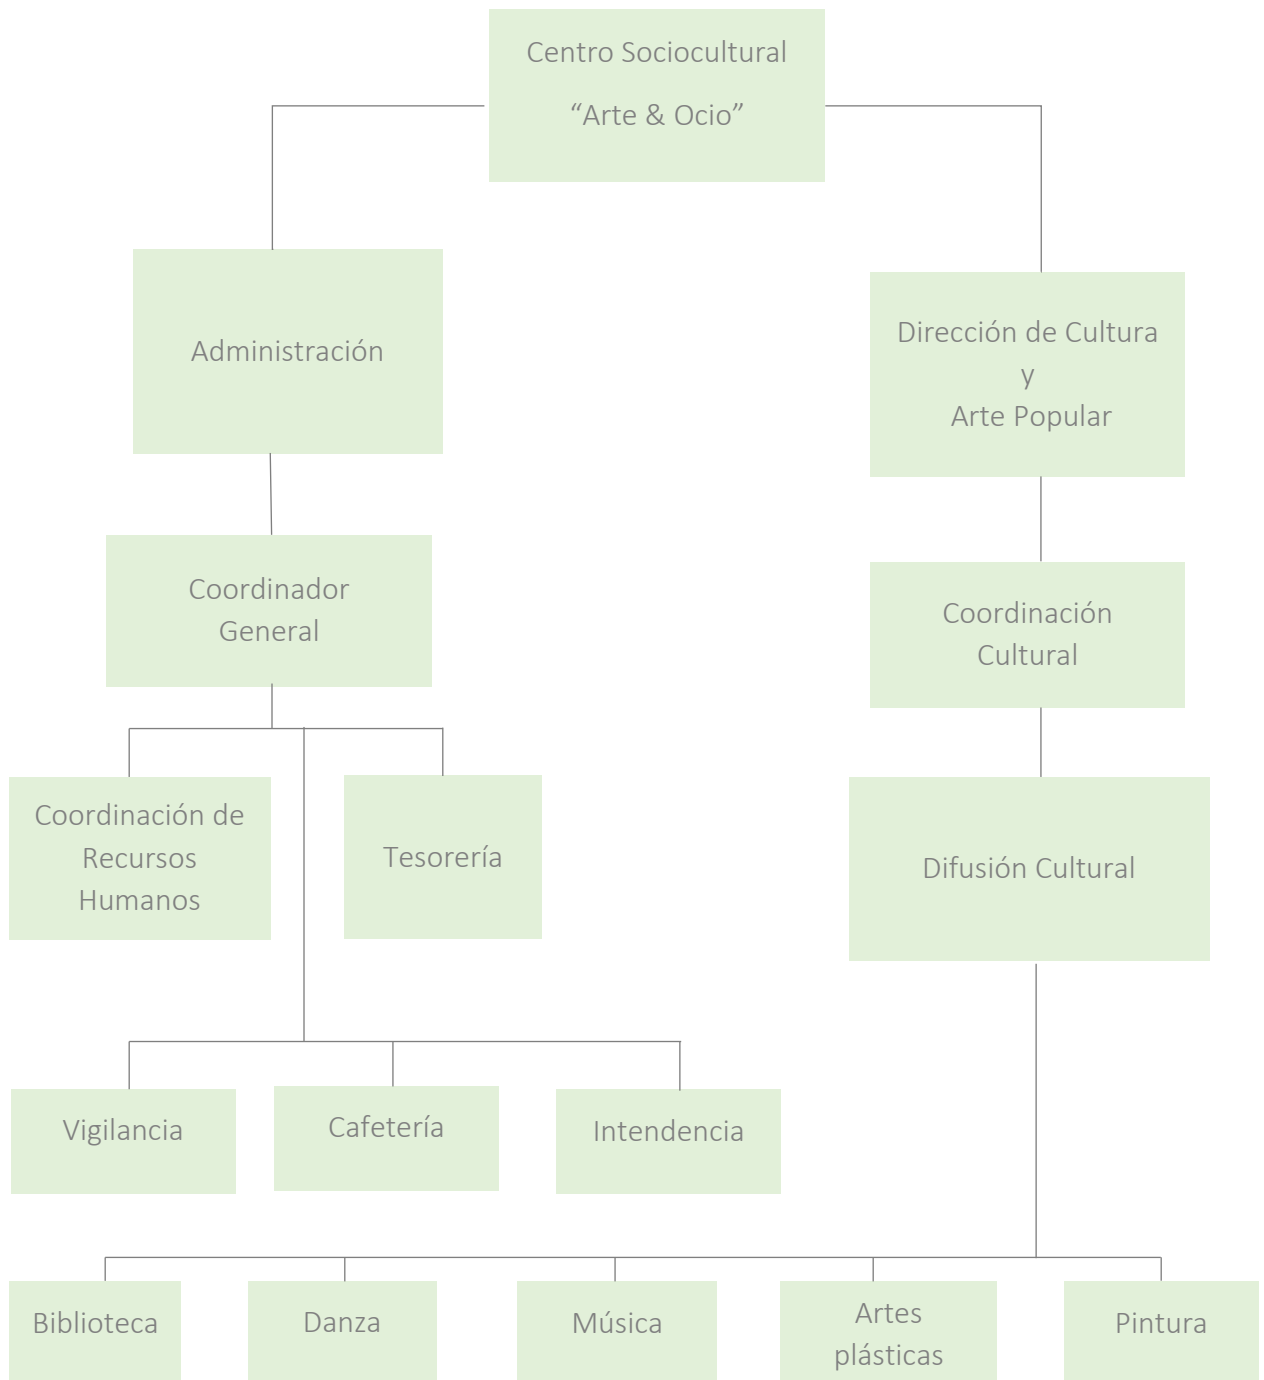 Centro Sociocultural
“Arte & Ocio”
Administración
Dirección de Cultura
y
Arte Popular
Coordinador
General
Coordinación
Cultural
Coordinación de
Recursos
Humanos
Tesorería
Difusión Cultural
Vigilancia
Cafetería
Intendencia
Biblioteca
Danza
Música
Artes
plásticas
Pintura